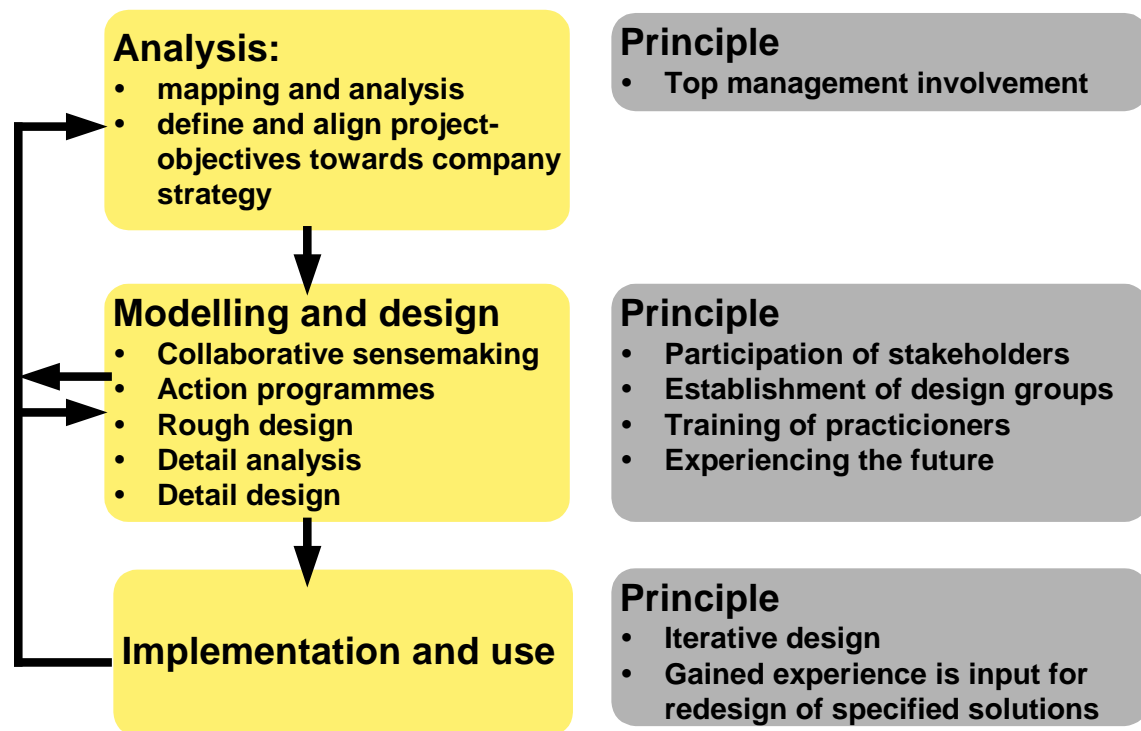 Analysis:
• mapping and analysis
• define and align project-
objectives towards company
strategy
Principle
• Top management involvement
Modelling and design
• Collaborative sensemaking
• Action programmes
• Rough design
• Detail analysis
• Detail design
Principle
• Participation of stakeholders
• Establishment of design groups
• Training of practicioners
• Experiencing the future
Implementation and use
Principle
• Iterative design
• Gained experience is input for
redesign of specified solutions